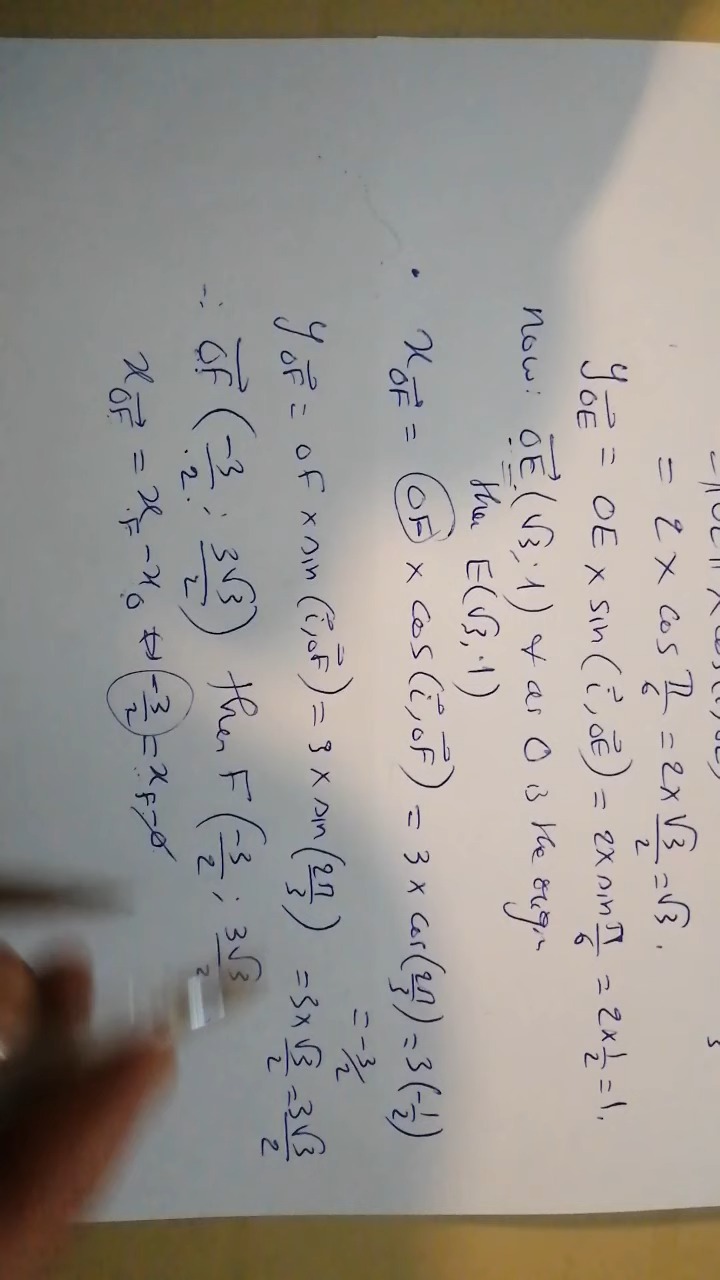 = 2 × cos π/6 = 2 × √3/2 = √3.
y_OE⃗ = OE × sin (i⃗, OE⃗) = 2 × sin π/6 = 2 × 1/2 = 1.
now: OE⃗ (√3; 1) & as O is the origin
then E(√3; 1)
• x_OF⃗ = OF × cos (i⃗, OF⃗) = 3 × cos(2π/3) = 3(-1/2)
= -3/2
y_OF⃗ = OF × sin (i⃗, OF⃗) = 3 × sin (2π/3) = 3 × √3/2 = 3√3/2
∴ OF⃗ (-3/2 ; 3√3/2) then F (-3/2 ; 3√3/2
x_OF⃗ = x_F - x_O ⇔ -3/2 = x_F - 0